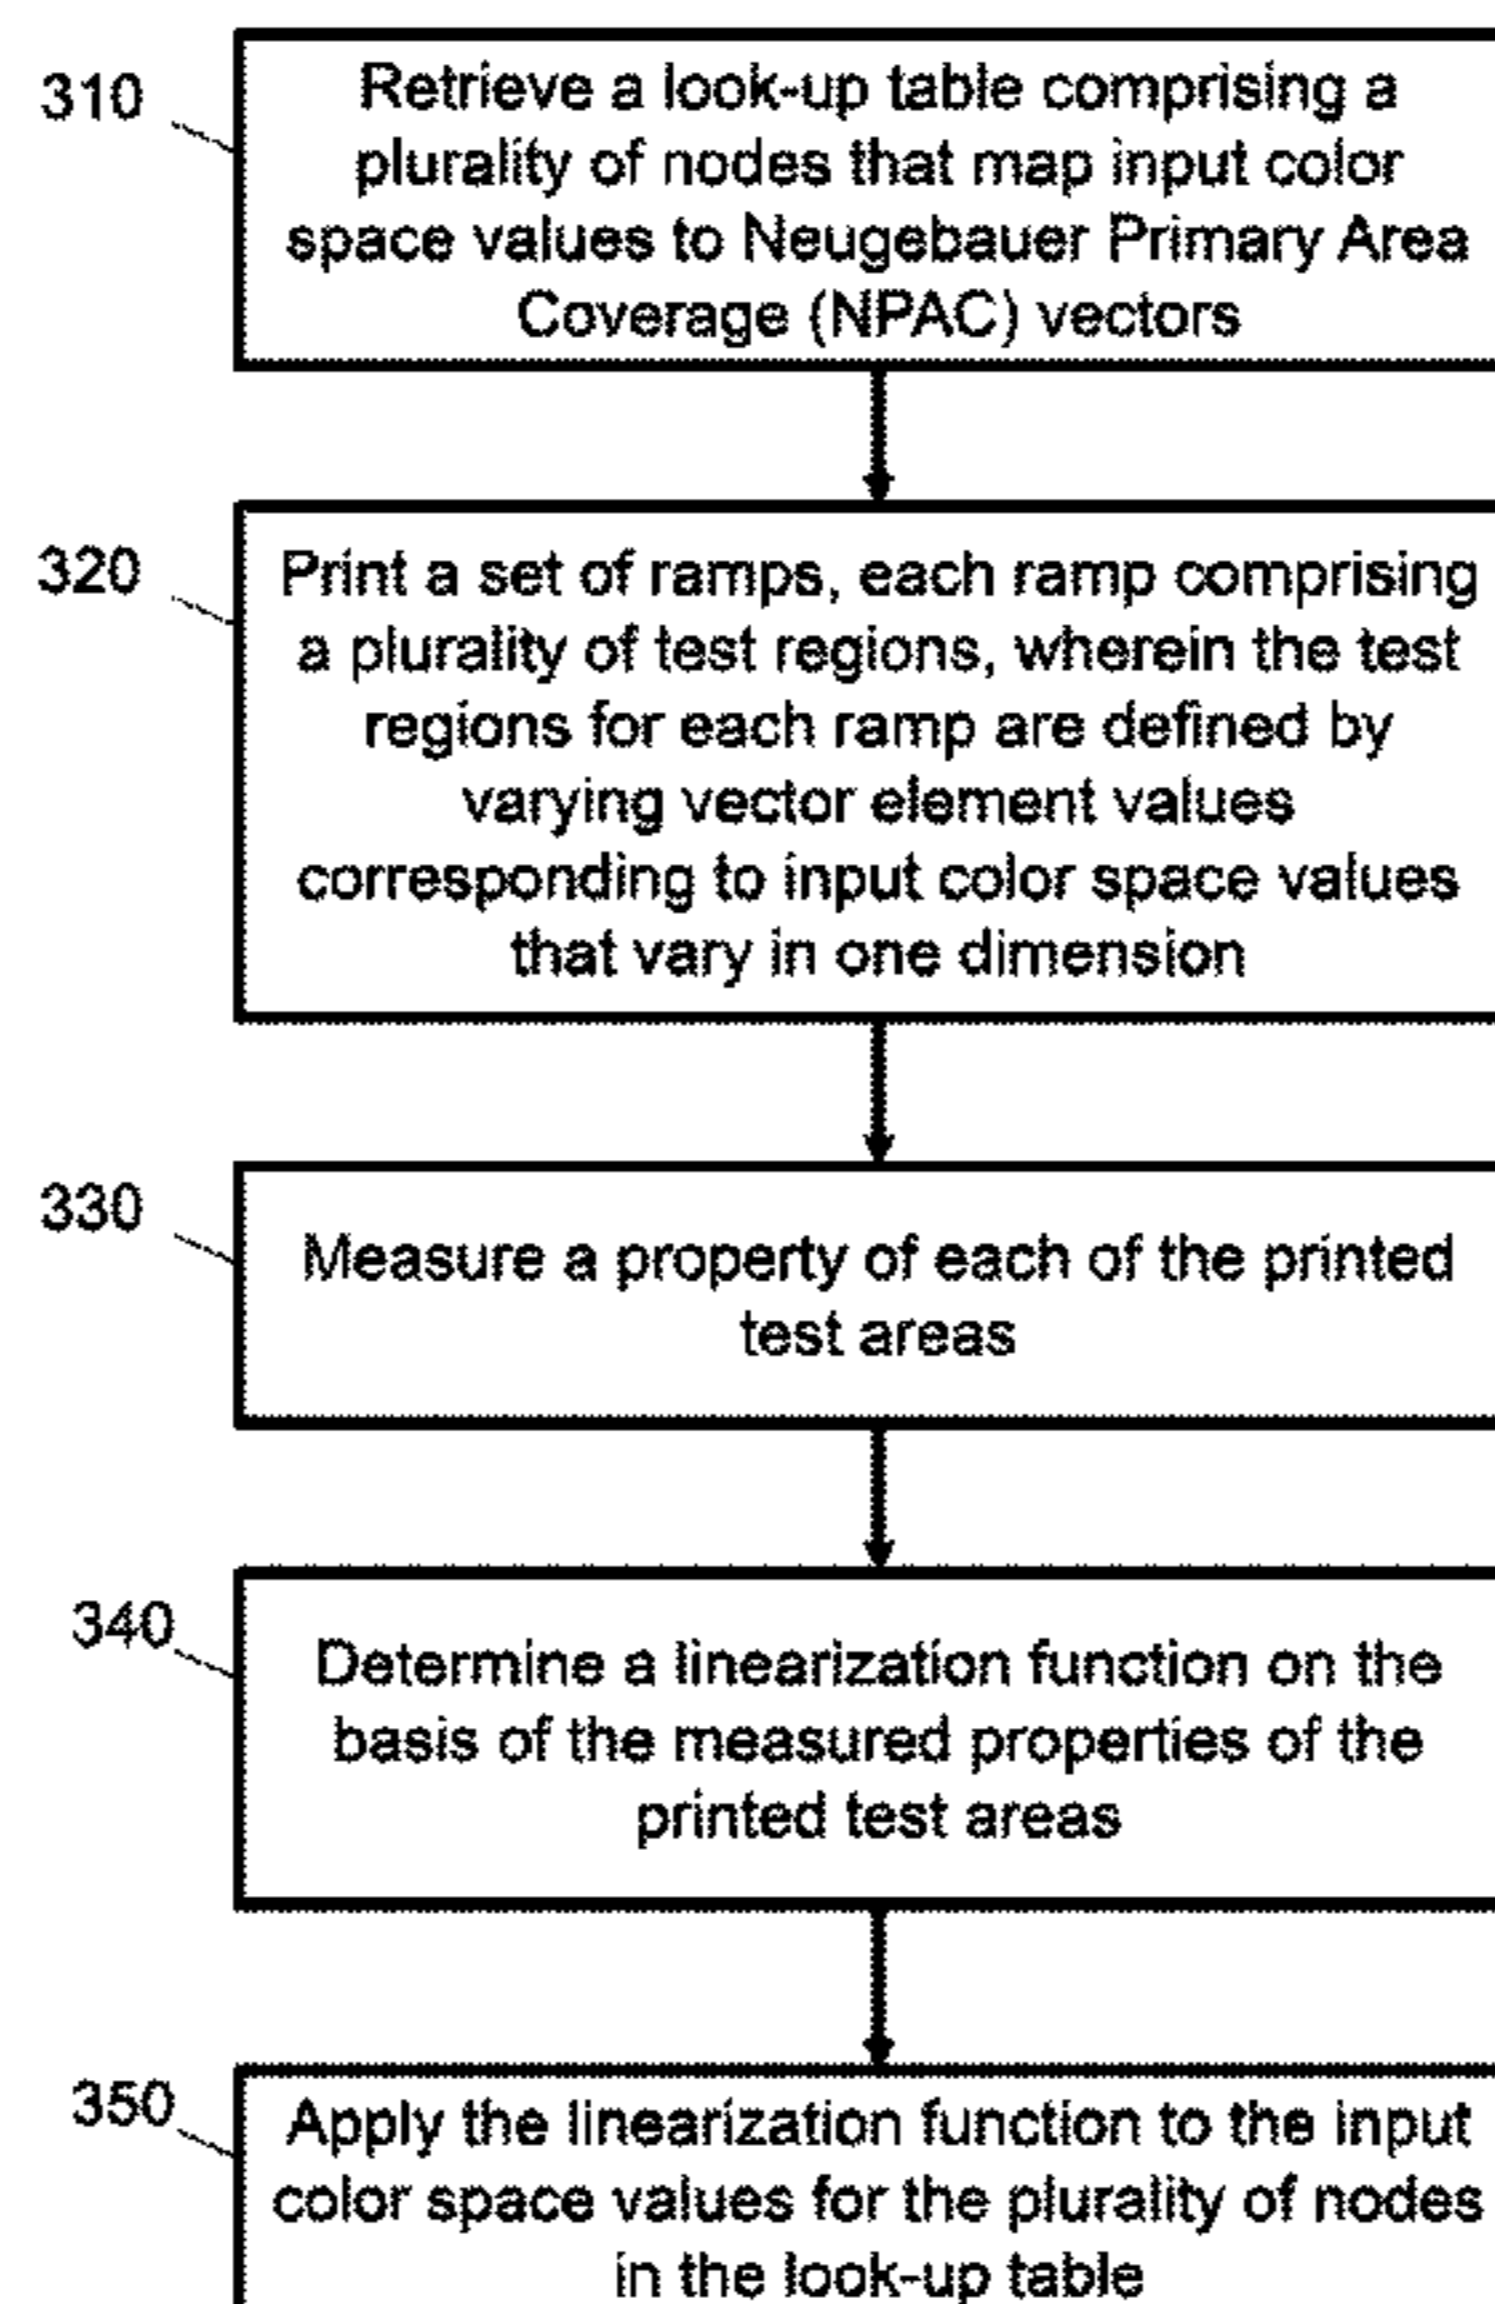 310
Retrieve a look-up table comprising a
plurality of nodes that map input color
space values to Neugebauer Primary Area
Coverage (NPAC) vectors
320
Print a set of ramps, each ramp comprising
a plurality of test regions, wherein the test
regions for each ramp are defined by
varying vector element values
corresponding to input color space values
that vary in one dimension
330
Measure a property of each of the printed
test areas
340
Determine a linearization function on the
basis of the measured properties of the
printed test areas
350
Apply the linearization function to the input
color space values for the plurality of nodes
in the look-up table